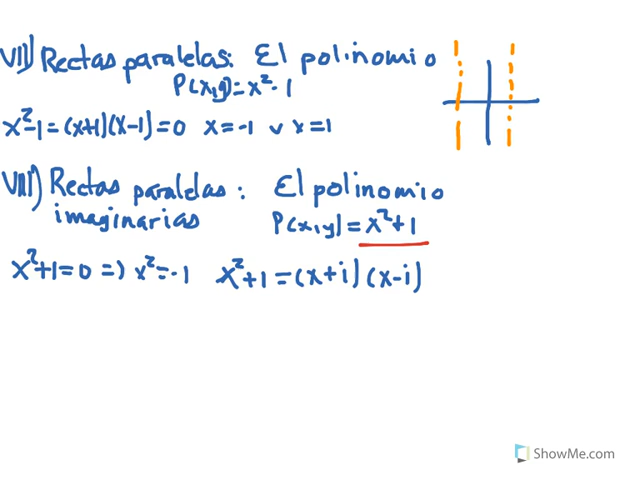 VII) Rectas paralelas: El polinomio
P(x,y)=x²-1
x²-1=(x+1)(x-1)=0 x=-1 v x=1
VIII) Rectas paralelas: El polinomio
imaginarias P(x,y)=x²+1
x²+1=0 => x²=-1 x²+1=(x+i)(x-i)
ShowMe.com